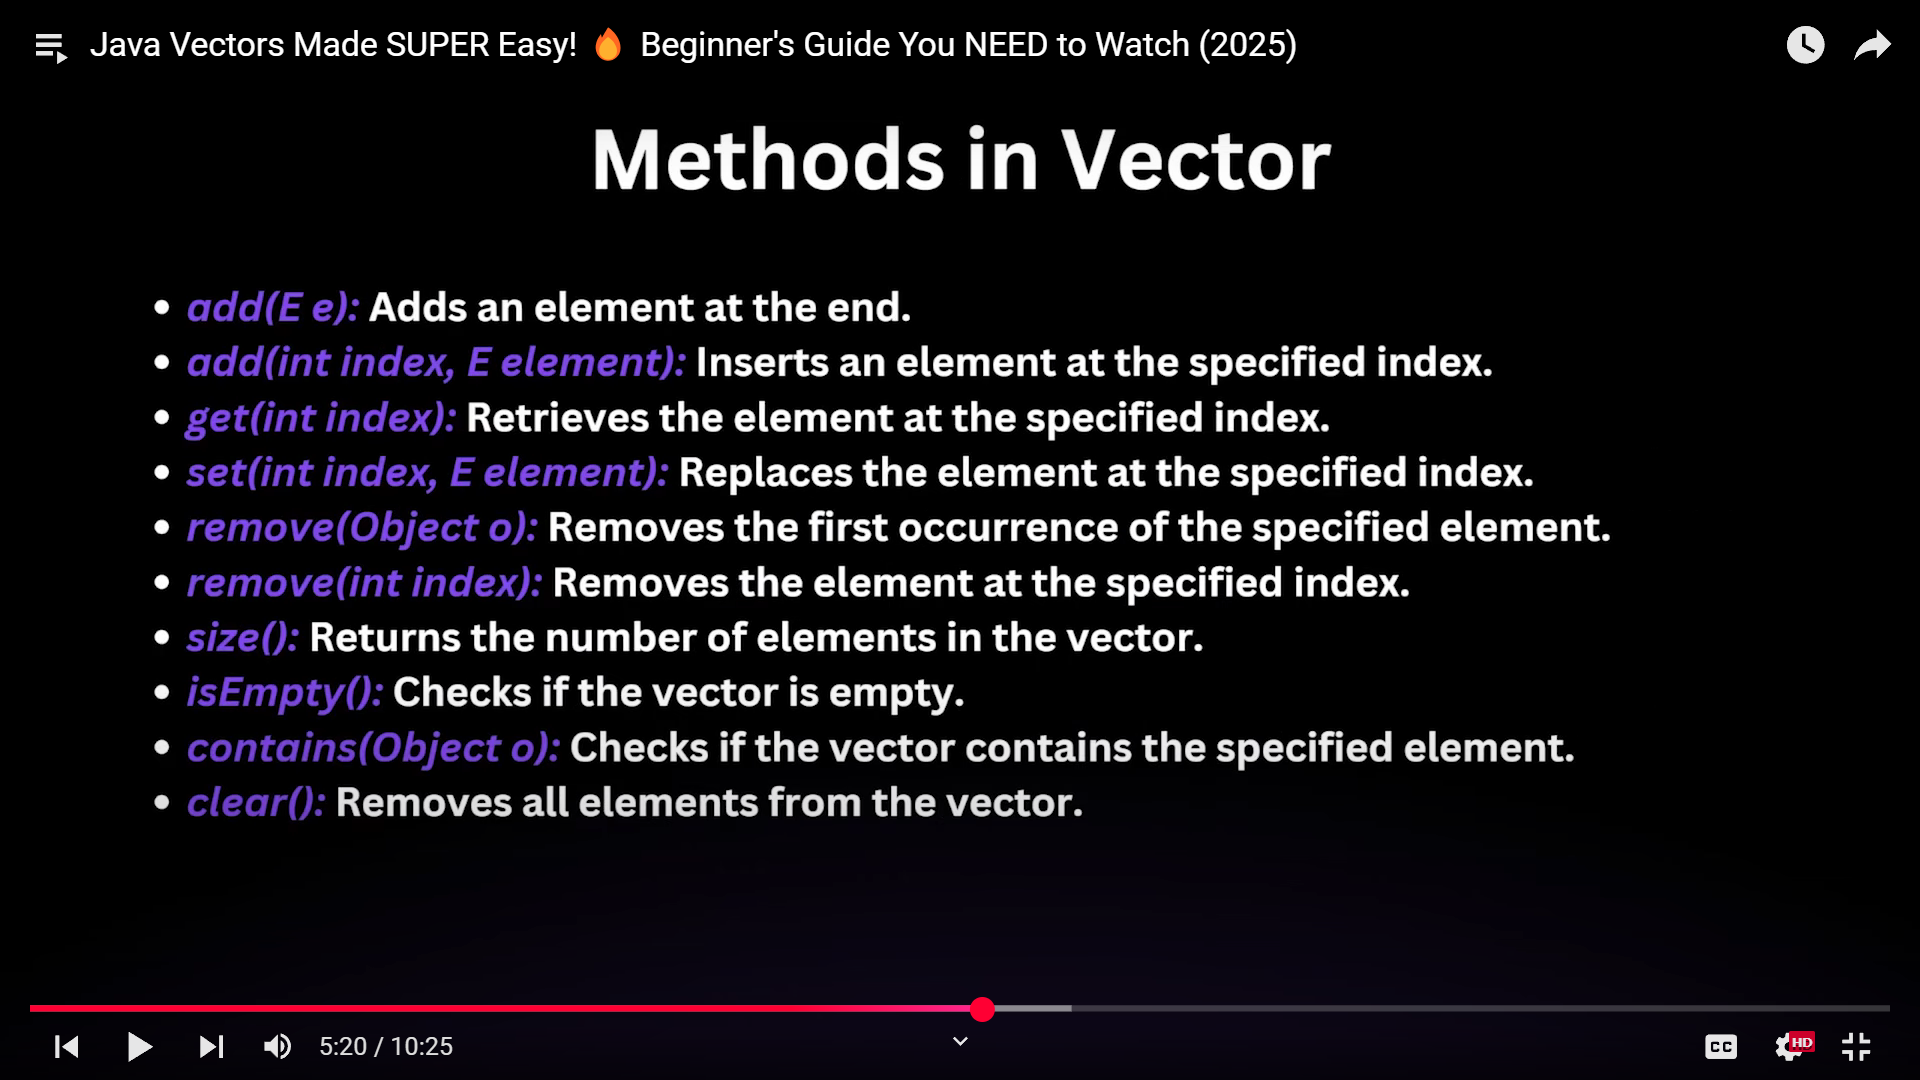 Java Vectors Made SUPER Easy! 🔥 Beginner's Guide You NEED to Watch (2025)
Methods in Vector
• add(E e): Adds an element at the end.
• add(int index, E element): Inserts an element at the specified index.
• get(int index): Retrieves the element at the specified index.
• set(int index, E element): Replaces the element at the specified index.
• remove(Object o): Removes the first occurrence of the specified element.
• remove(int index): Removes the element at the specified index.
• size(): Returns the number of elements in the vector.
• isEmpty(): Checks if the vector is empty.
• contains(Object o): Checks if the vector contains the specified element.
• clear(): Removes all elements from the vector.
5:20 / 10:25
CC
HD